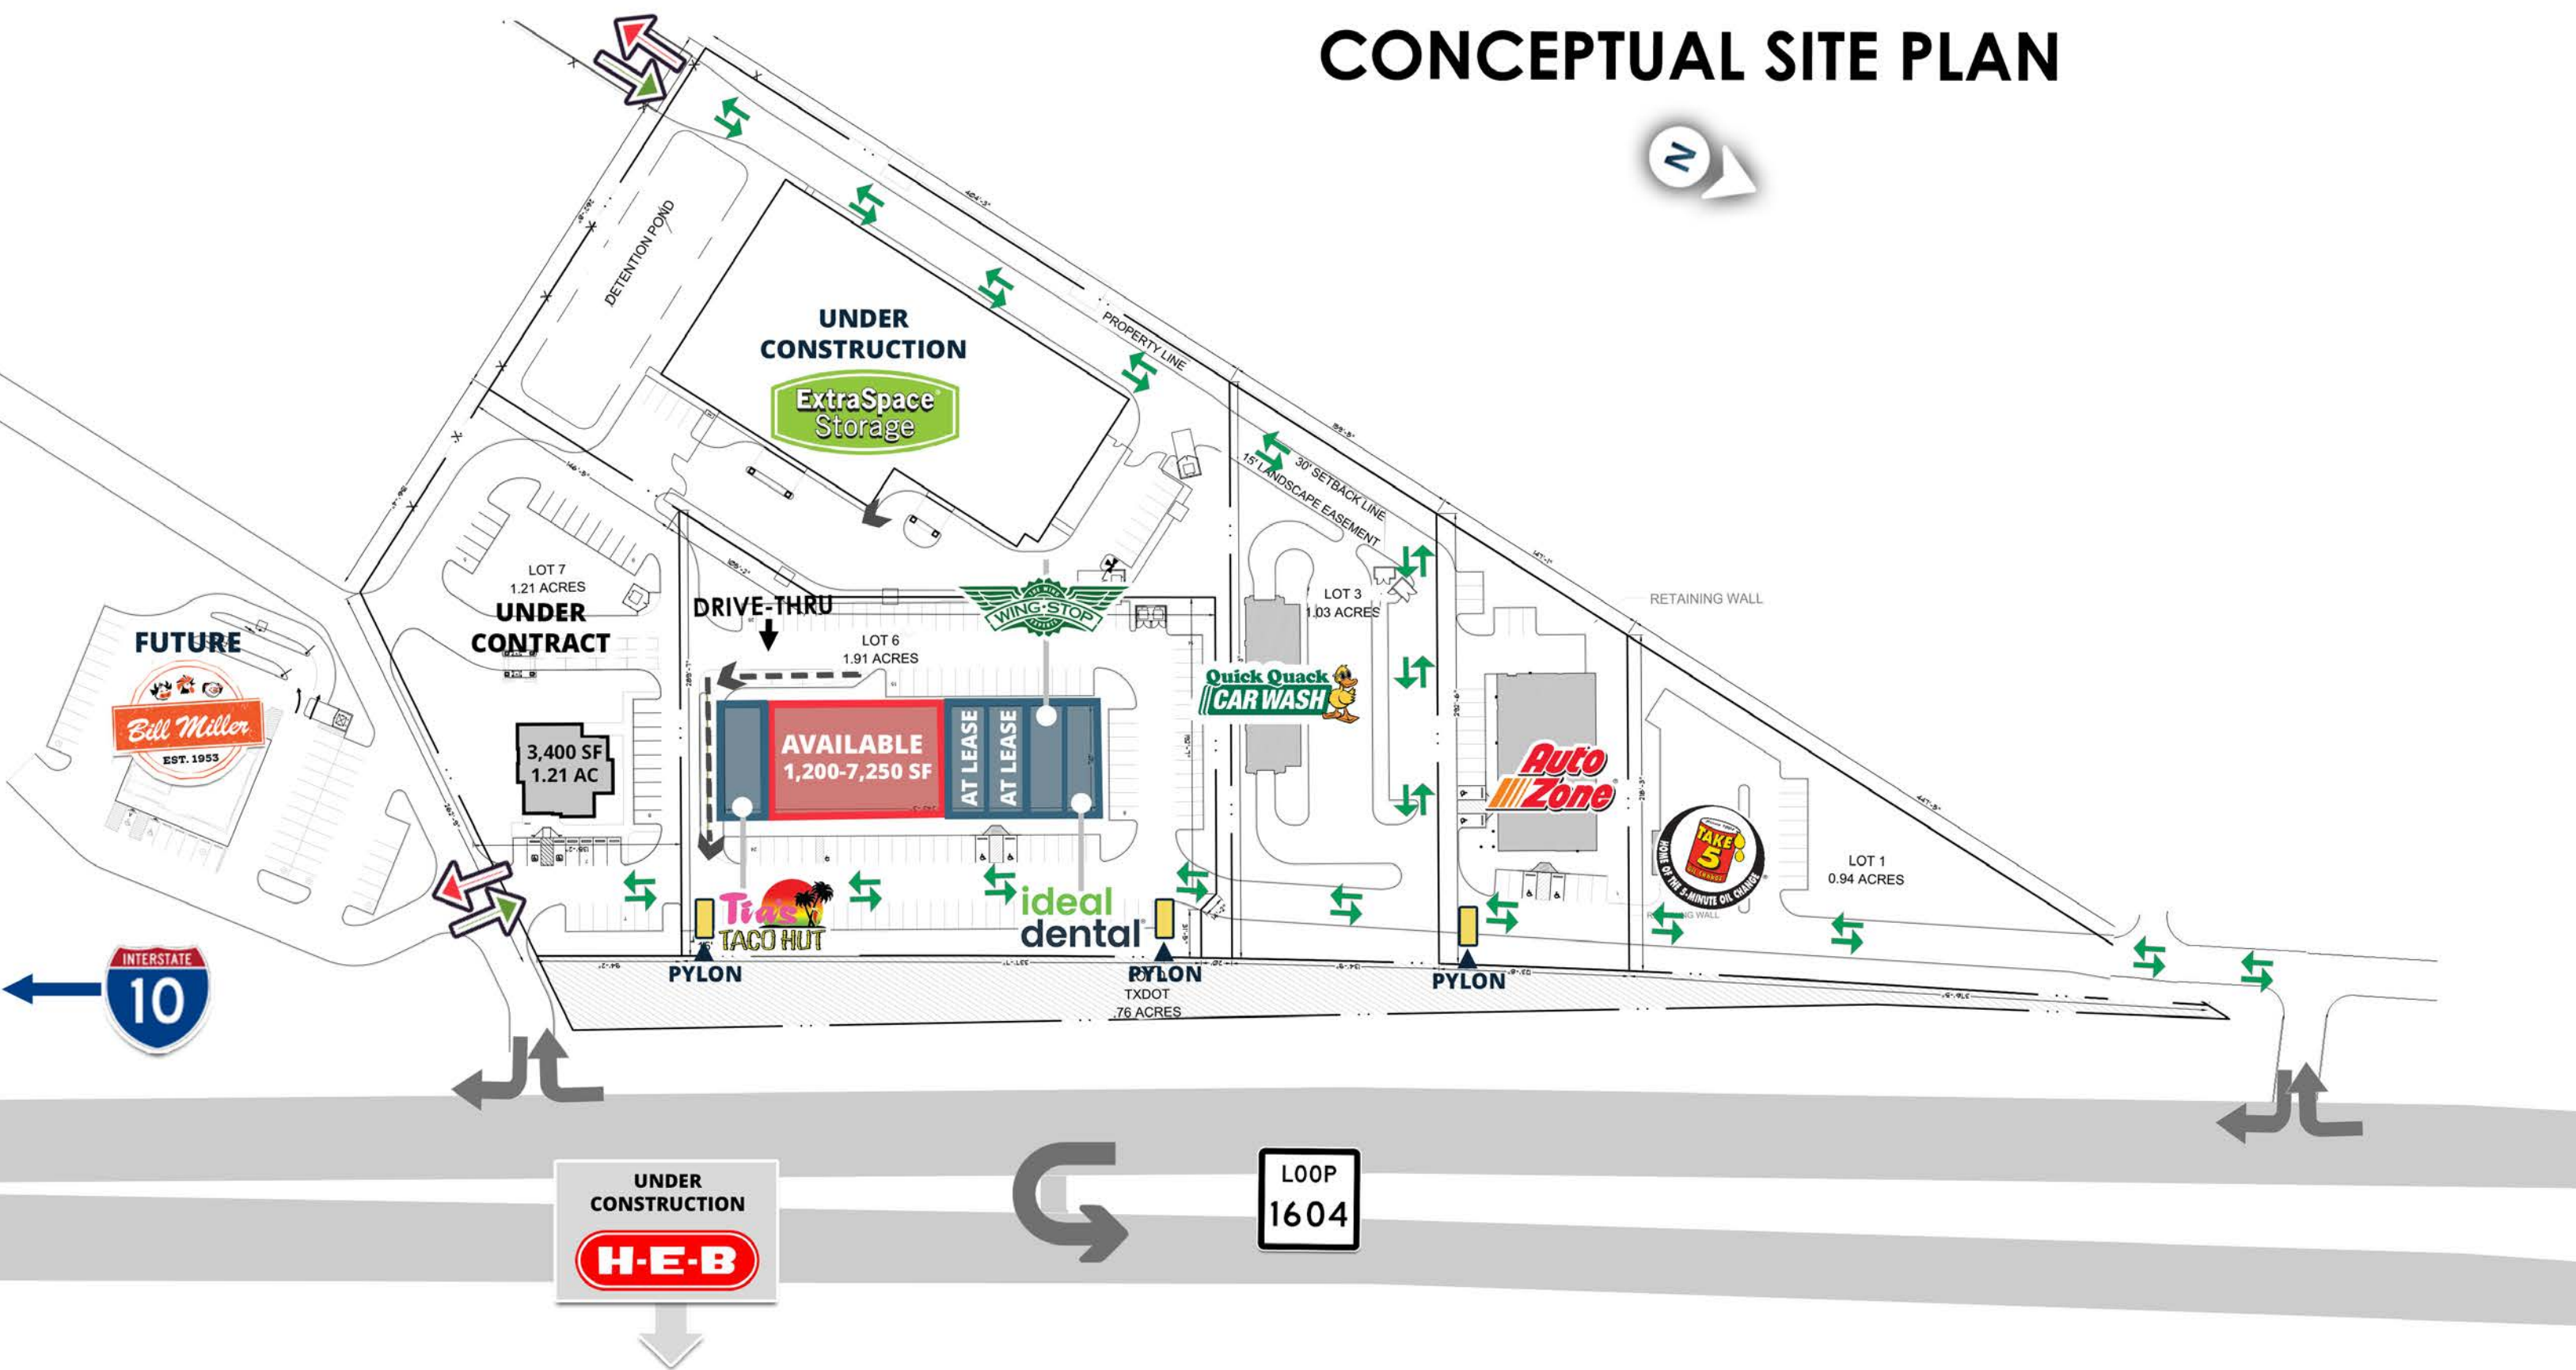 CONCEPTUAL SITE PLAN
N
DETENTION POND
404'-3"
PROPERTY LINE
UNDER
CONSTRUCTION
ExtraSpace
Storage
30' SETBACK LINE
15' LANDSCAPE EASEMENT
LOT 7
1.21 ACRES
UNDER
CONTRACT
DRIVE-THRU
WING·STOP
LOT 6
1.91 ACRES
LOT 3
1.03 ACRES
RETAINING WALL
FUTURE
Bill Miller
EST. 1953
3,400 SF
1.21 AC
AVAILABLE
1,200-7,250 SF
AT LEASE
AT LEASE
Quick Quack
CAR WASH
Auto
Zone
TAKE
5
OIL CHANGE
HOME OF THE 5-MINUTE OIL CHANGE
LOT 1
0.94 ACRES
Tia's
TACO HUT
ideal
dental
PYLON
PYLON
PYLON
TXDOT
.76 ACRES
INTERSTATE
10
UNDER
CONSTRUCTION
H-E-B
LOOP
1604